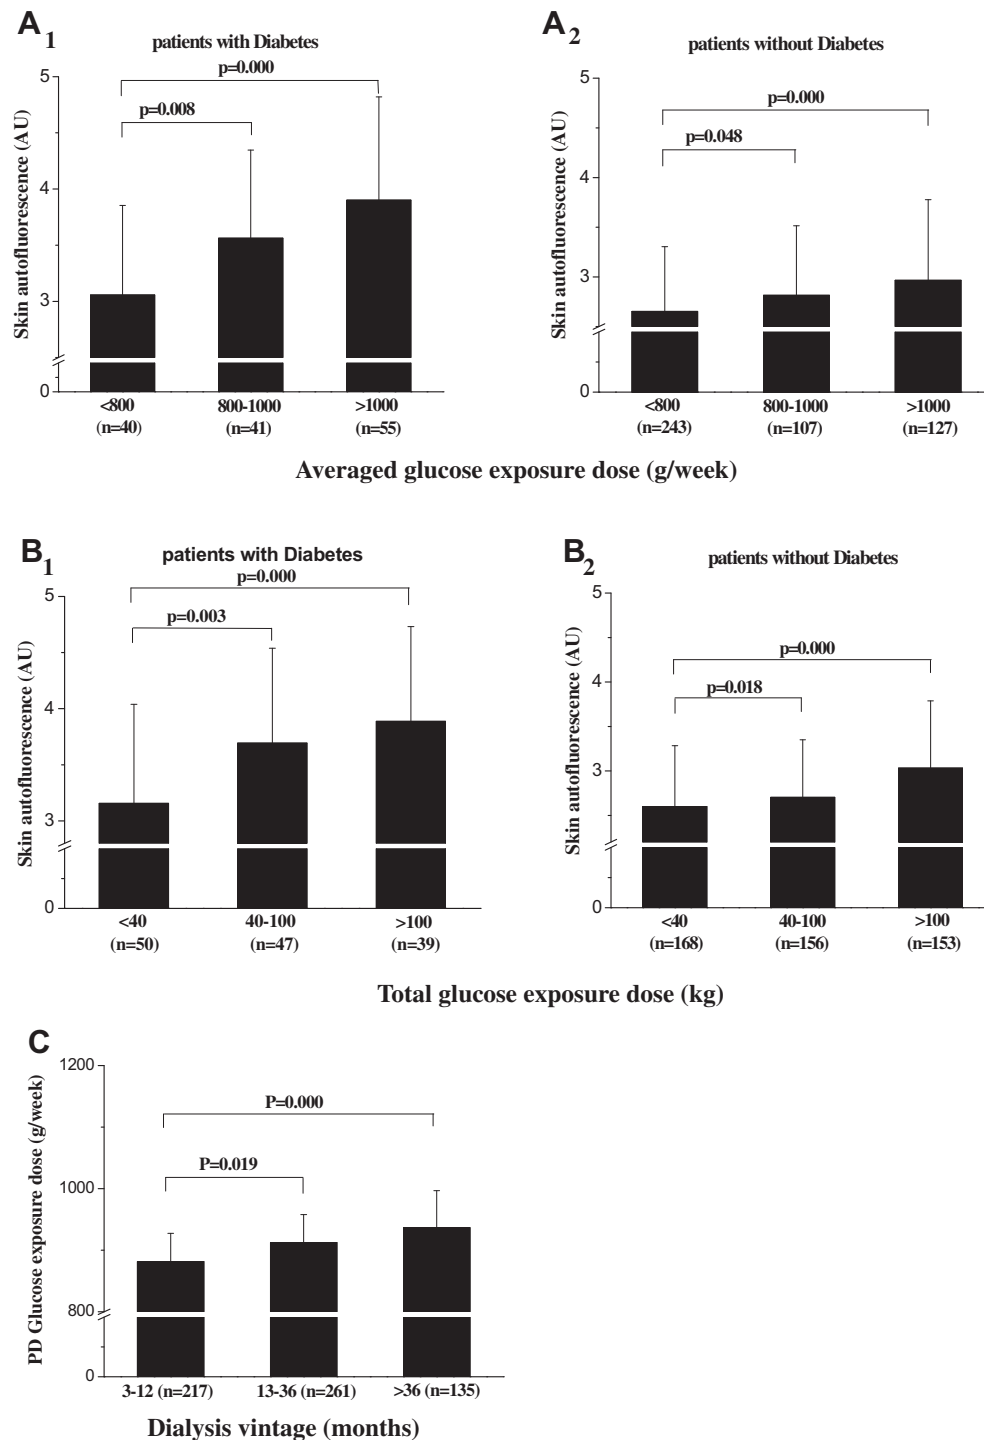 A1
patients with Diabetes
p=0.000
p=0.008
Skin autofluorescence (AU)
5
4
3
0
<800
800-1000
>1000
(n=40)
(n=41)
(n=55)
A2
patients without Diabetes
p=0.000
p=0.048
Skin autofluorescence (AU)
5
4
3
0
<800
800-1000
>1000
(n=243)
(n=107)
(n=127)
Averaged glucose exposure dose (g/week)
B1
patients with Diabetes
p=0.000
p=0.003
Skin autofluorescence (AU)
5
4
3
0
<40
40-100
>100
(n=50)
(n=47)
(n=39)
B2
patients without Diabetes
p=0.000
p=0.018
Skin autofluorescence (AU)
5
4
3
0
<40
40-100
>100
(n=168)
(n=156)
(n=153)
Total glucose exposure dose (kg)
C
P=0.000
P=0.019
PD Glucose exposure dose (g/week)
1200
1000
800
0
3-12 (n=217)
13-36 (n=261)
>36 (n=135)
Dialysis vintage (months)